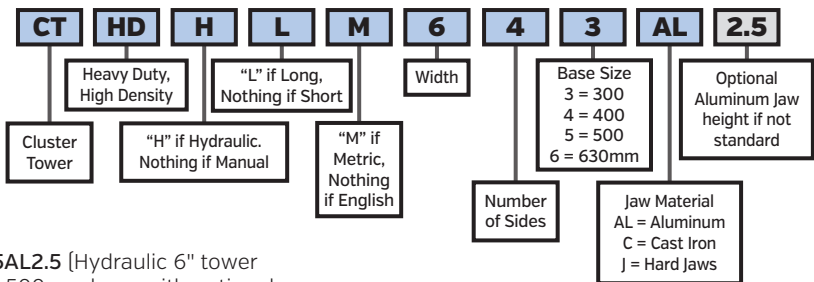 CT HD H L M 6 4 3 AL 2.5
Heavy Duty,
High Density
"L" if Long,
Nothing if Short
Width
Base Size
3 = 300
4 = 400
5 = 500
6 = 630mm
Optional
Aluminum Jaw
height if not
standard
Cluster
Tower
"H" if Hydraulic.
Nothing if Manual
"M" if
Metric,
Nothing
if English
Number
of Sides
Jaw Material
AL = Aluminum
C = Cast Iron
J = Hard Jaws
5AL2.5 (Hydraulic 6" tower